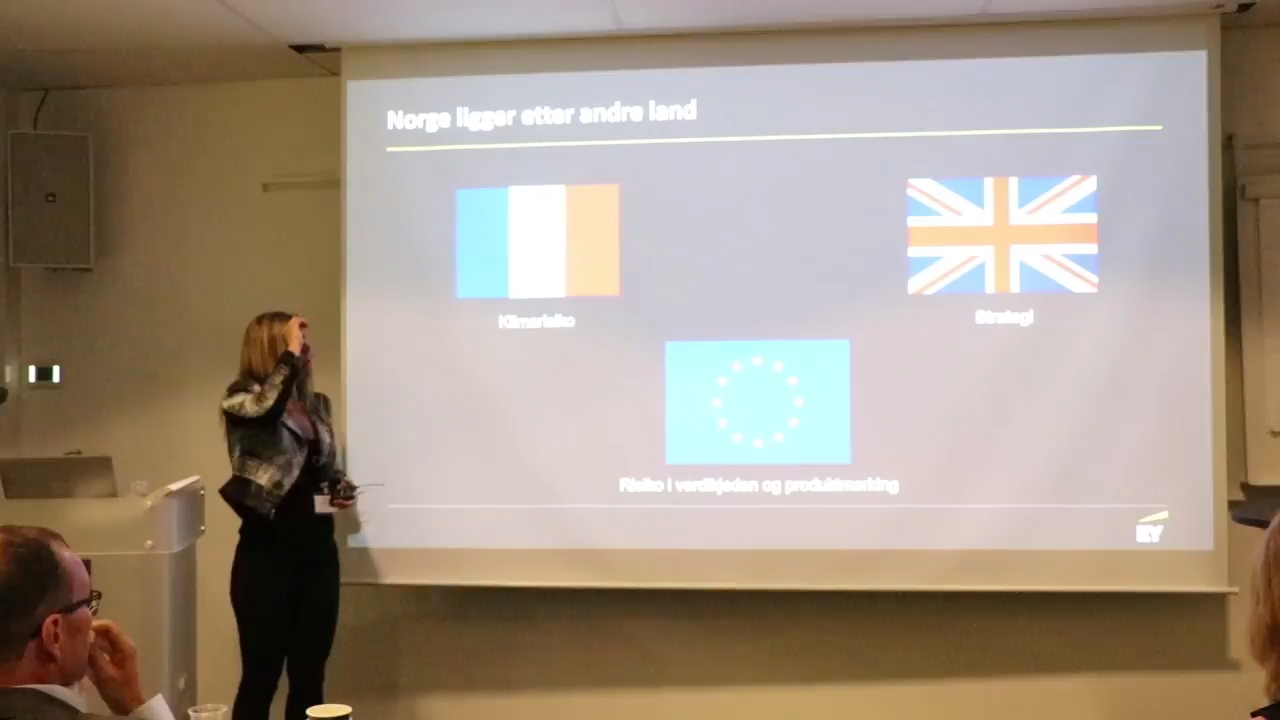 Norge ligger etter andre land
Klimarisiko
Strategi
Risiko i verdikjeden og produktmerking
EY